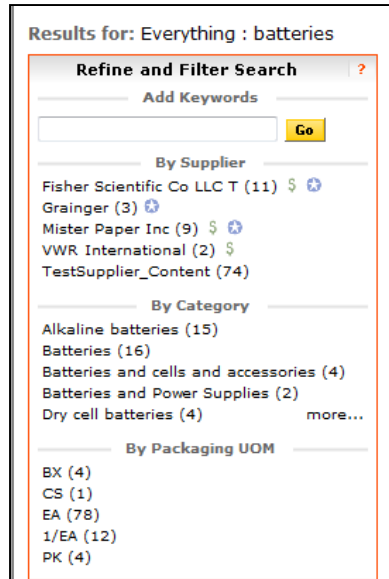 Results for: Everything : batteries
Refine and Filter Search ?
Add Keywords
Go
By Supplier
Fisher Scientific Co LLC T (11) $
Grainger (3)
Mister Paper Inc (9) $
VWR International (2) $
TestSupplier_Content (74)
By Category
Alkaline batteries (15)
Batteries (16)
Batteries and cells and accessories (4)
Batteries and Power Supplies (2)
Dry cell batteries (4) more...
By Packaging UOM
BX (4)
CS (1)
EA (78)
1/EA (12)
PK (4)